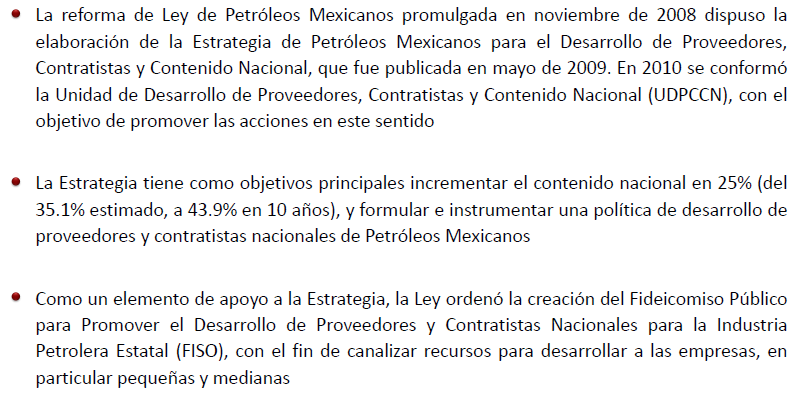 La reforma de Ley de Petróleos Mexicanos promulgada en noviembre de 2008 dispuso la
elaboración de la Estrategia de Petróleos Mexicanos para el Desarrollo de Proveedores,
Contratistas y Contenido Nacional, que fue publicada en mayo de 2009. En 2010 se conformó
la Unidad de Desarrollo de Proveedores, Contratistas y Contenido Nacional (UDPCCN), con el
objetivo de promover las acciones en este sentido
La Estrategia tiene como objetivos principales incrementar el contenido nacional en 25% (del
35.1% estimado, a 43.9% en 10 años), y formular e instrumentar una política de desarrollo de
proveedores y contratistas nacionales de Petróleos Mexicanos
Como un elemento de apoyo a la Estrategia, la Ley ordenó la creación del Fideicomiso Público
para Promover el Desarrollo de Proveedores y Contratistas Nacionales para la Industria
Petrolera Estatal (FISO), con el fin de canalizar recursos para desarrollar a las empresas, en
particular pequeñas y medianas